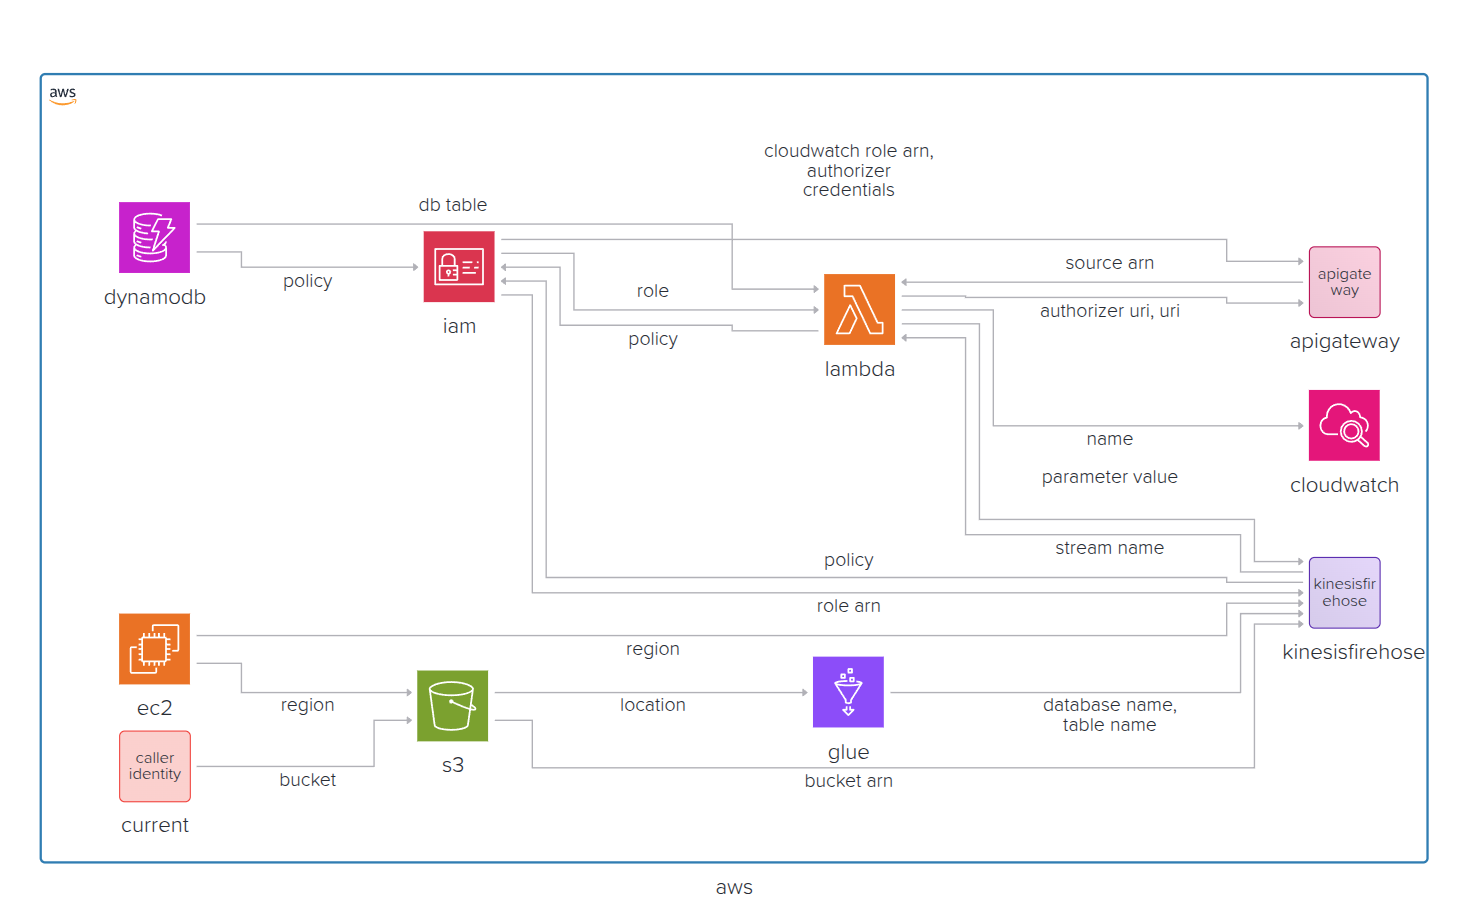 aws
cloudwatch role arn,
authorizer
credentials
db table
policy
dynamodb
iam
role
policy
lambda
source arn
authorizer uri, uri
apigate
way
apigateway
name
cloudwatch
parameter value
stream name
policy
role arn
kinesisfir
ehose
kinesisfirehose
region
ec2
region
location
database name,
table name
s3
glue
caller
identity
bucket
bucket arn
current
aws